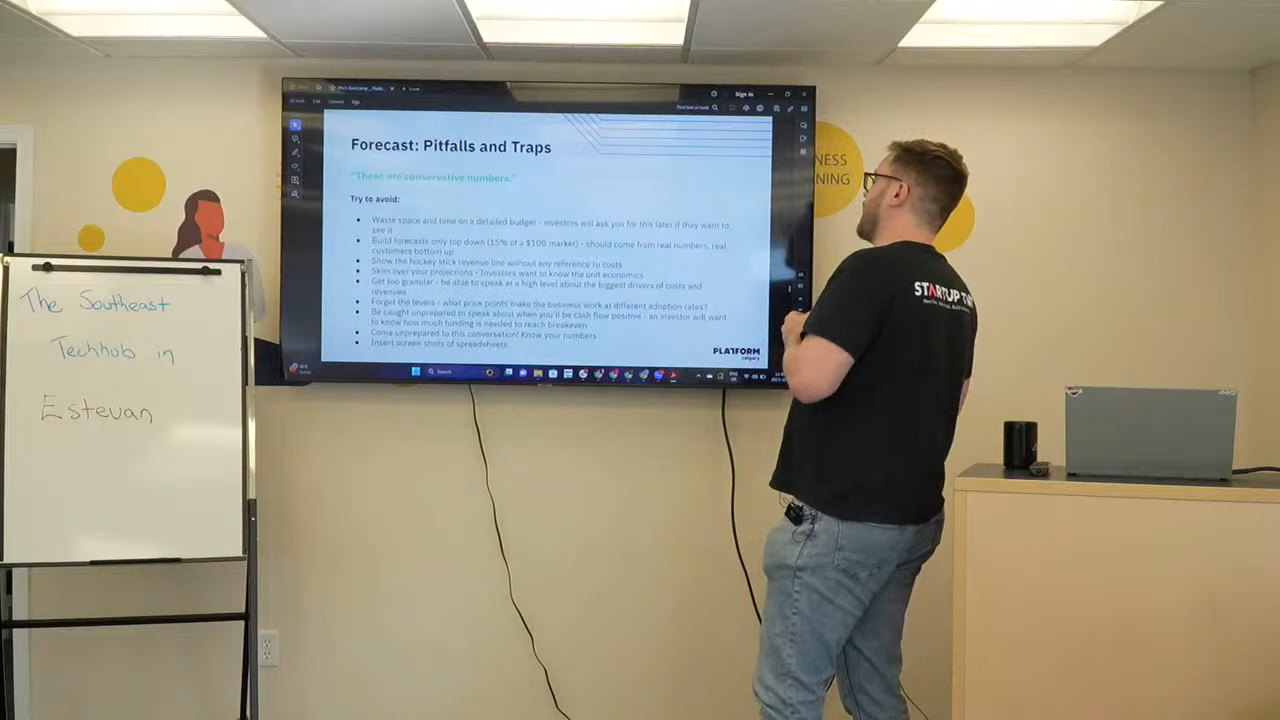 The Southeast
Techhub in
Estevan
Sign in
Forecast: Pitfalls and Traps
"These are conservative numbers."
Try to avoid:
• Waste space and time on a detailed budget - investors will ask you for this later if they want to
see it
• Build forecasts only top down (15% of a $10B market) - should come from real numbers, real
customers bottom up
• Show the hockey stick revenue line without any reference to costs
• Skim over your projections - Investors want to know the unit economics
• Get too granular - be able to speak at a high level about the biggest drivers of costs and
revenues
• Forget the levers - what price points make the business work at different adoption rates?
• Be caught unprepared to speak about when you'll be cash flow positive - an investor will want
to know how much funding is needed to reach breakeven
• Come unprepared to this conversation! Know your numbers
• Insert screen shots of spreadsheets
PLATFORM
calgary
Search
NESS
NING
STARTUP